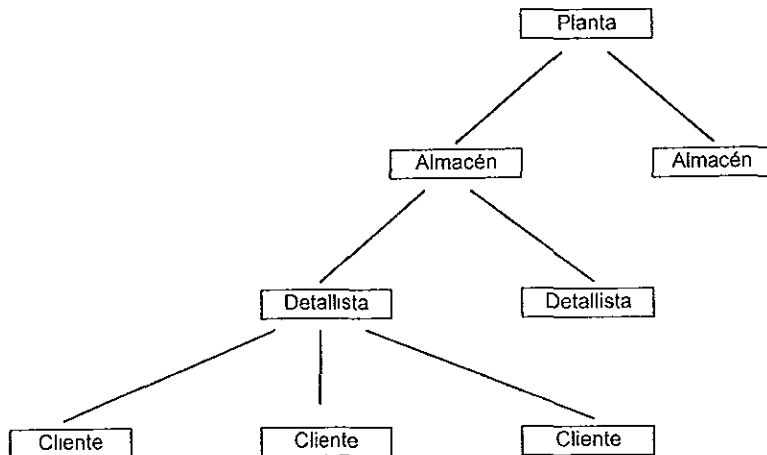 Planta
Almacén
Almacén
Detallista
Detallista
Cliente
Cliente
Cliente